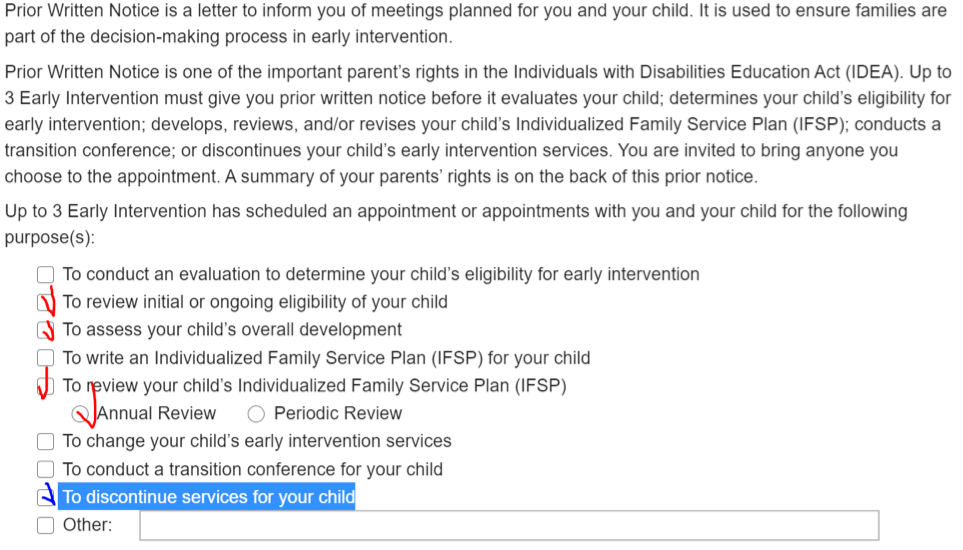 Prior Written Notice is a letter to inform you of meetings planned for you and your child. It is used to ensure families are
part of the decision-making process in early intervention.
Prior Written Notice is one of the important parent's rights in the Individuals with Disabilities Education Act (IDEA). Up to
3 Early Intervention must give you prior written notice before it evaluates your child; determines your child's eligibility for
early intervention; develops, reviews, and/or revises your child's Individualized Family Service Plan (IFSP); conducts a
transition conference; or discontinues your child's early intervention services. You are invited to bring anyone you
choose to the appointment. A summary of your parents' rights is on the back of this prior notice.
Up to 3 Early Intervention has scheduled an appointment or appointments with you and your child for the following
purpose(s):
To conduct an evaluation to determine your child's eligibility for early intervention
To review initial or ongoing eligibility of your child
To assess your child's overall development
To write an Individualized Family Service Plan (IFSP) for your child
To review your child's Individualized Family Service Plan (IFSP)
Annual Review Periodic Review
To change your child's early intervention services
To conduct a transition conference for your child
To discontinue services for your child
Other: